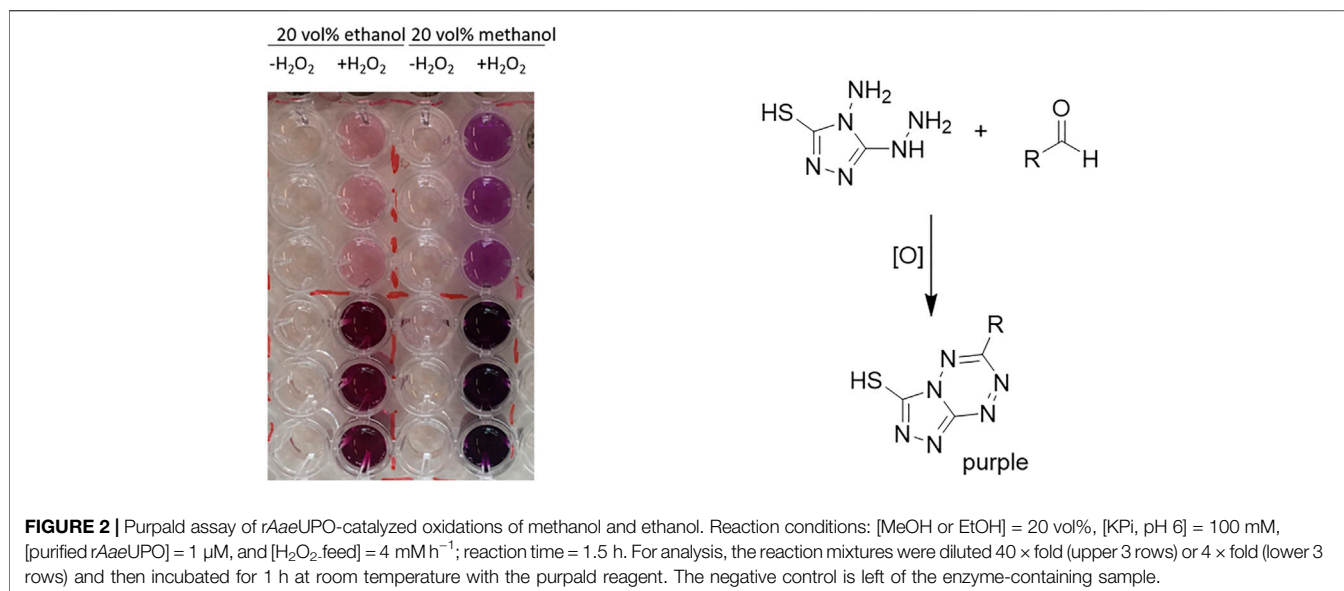 20 vol% ethanol 20 vol% methanol
-H₂O₂ +H₂O₂ -H₂O₂ +H₂O₂
NH₂
HS N NH₂
NH
N N
+
O
R H
[O]
R
N
HS N N
N
N N
purple
FIGURE 2 | Purpald assay of rAaeUPO-catalyzed oxidations of methanol and ethanol. Reaction conditions: [MeOH or EtOH] = 20 vol%, [KPi, pH 6] = 100 mM,
[purified rAaeUPO] = 1 μM, and [H₂O₂-feed] = 4 mM h⁻¹; reaction time = 1.5 h. For analysis, the reaction mixtures were diluted 40 × fold (upper 3 rows) or 4 × fold (lower 3
rows) and then incubated for 1 h at room temperature with the purpald reagent. The negative control is left of the enzyme-containing sample.